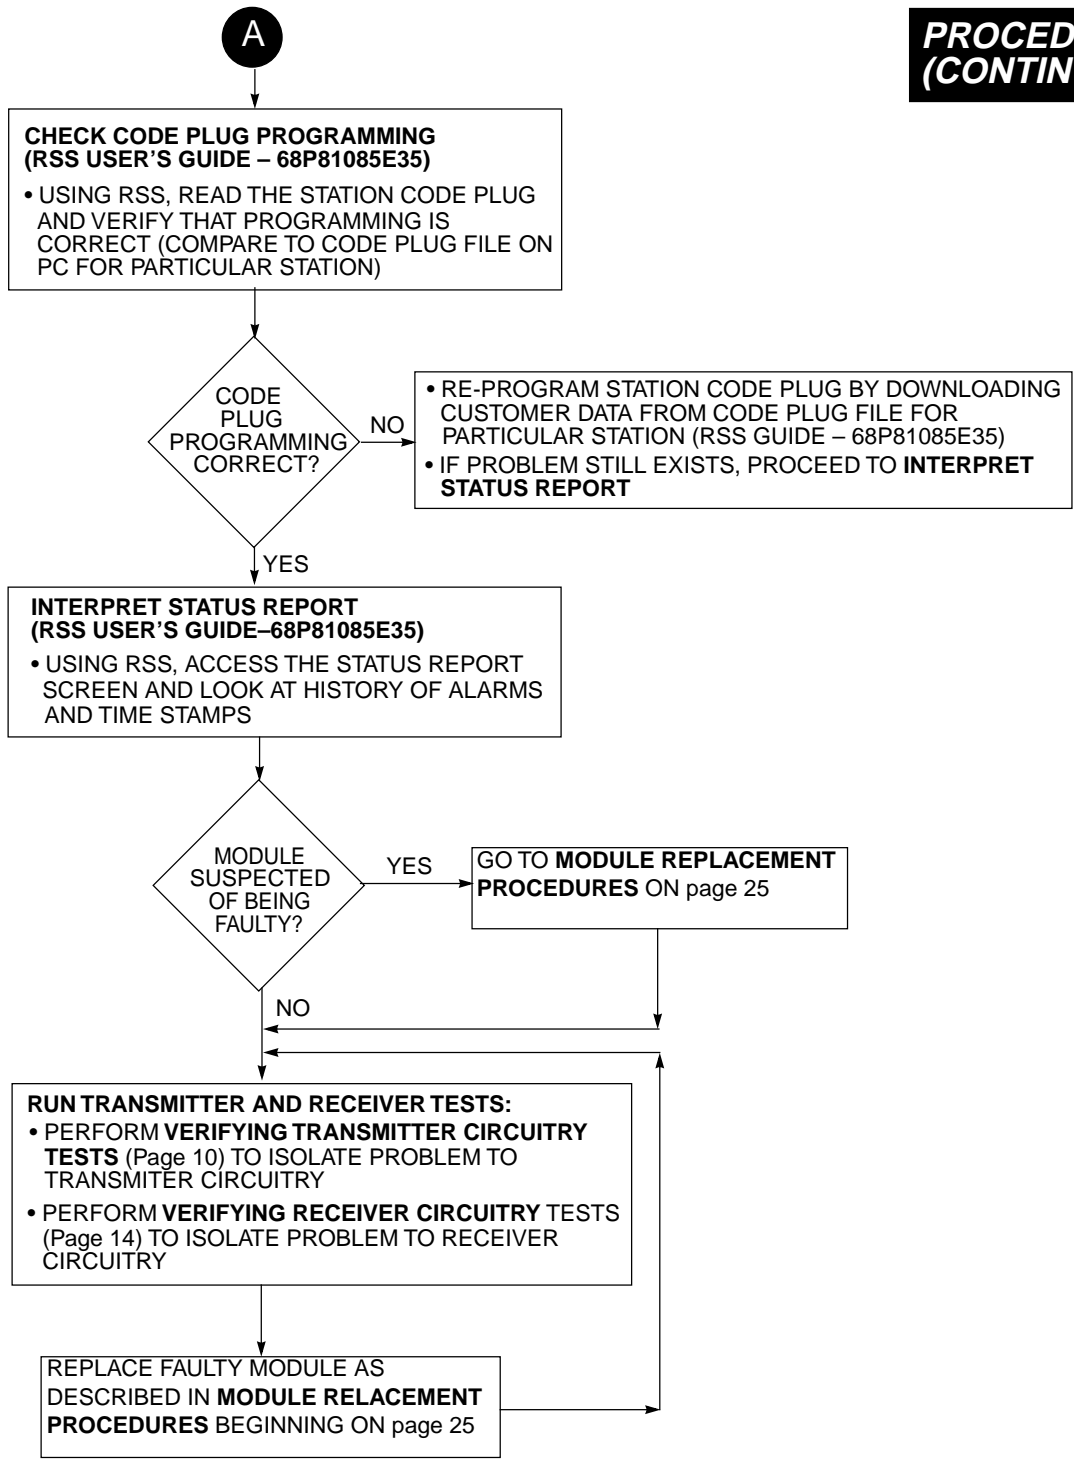 A
PROCED
(CONTIN
CHECK CODE PLUG PROGRAMMING
(RSS USER'S GUIDE – 68P81085E35)
• USING RSS, READ THE STATION CODE PLUG
AND VERIFY THAT PROGRAMMING IS
CORRECT (COMPARE TO CODE PLUG FILE ON
PC FOR PARTICULAR STATION)
CODE
PLUG
PROGRAMMING
CORRECT?
NO
• RE-PROGRAM STATION CODE PLUG BY DOWNLOADING
CUSTOMER DATA FROM CODE PLUG FILE FOR
PARTICULAR STATION (RSS GUIDE – 68P81085E35)
• IF PROBLEM STILL EXISTS, PROCEED TO INTERPRET
STATUS REPORT
YES
INTERPRET STATUS REPORT
(RSS USER'S GUIDE–68P81085E35)
• USING RSS, ACCESS THE STATUS REPORT
SCREEN AND LOOK AT HISTORY OF ALARMS
AND TIME STAMPS
MODULE
SUSPECTED
OF BEING
FAULTY?
YES
GO TO MODULE REPLACEMENT
PROCEDURES ON page 25
NO
RUN TRANSMITTER AND RECEIVER TESTS:
• PERFORM VERIFYING TRANSMITTER CIRCUITRY
TESTS (Page 10) TO ISOLATE PROBLEM TO
TRANSMITER CIRCUITRY
• PERFORM VERIFYING RECEIVER CIRCUITRY TESTS
(Page 14) TO ISOLATE PROBLEM TO RECEIVER
CIRCUITRY
REPLACE FAULTY MODULE AS
DESCRIBED IN MODULE RELACEMENT
PROCEDURES BEGINNING ON page 25